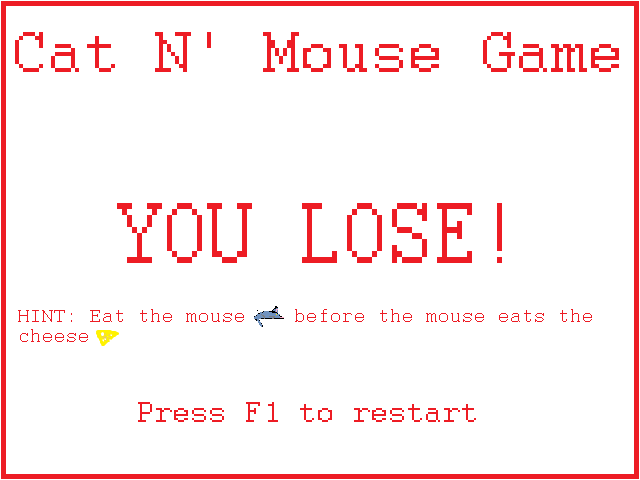 Cat N' Mouse Game
YOU LOSE!
HINT: Eat the mouse before the mouse eats the
cheese
Press F1 to restart